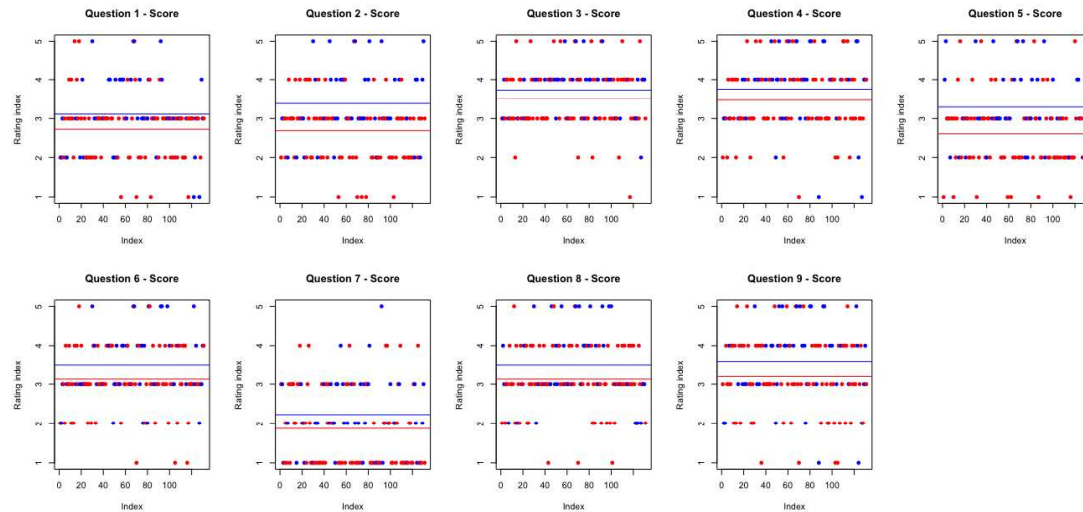 Question 1 - Score
Rating index
5
4
3
2
1
0 20 40 60 80 100
Index
Question 2 - Score
Rating index
5
4
3
2
1
0 20 40 60 80 100
Index
Question 3 - Score
Rating index
5
4
3
2
1
0 20 40 60 80 100
Index
Question 4 - Score
Rating index
5
4
3
2
1
0 20 40 60 80 100
Index
Question 5 - Score
Rating index
5
4
3
2
1
0 20 40 60 80 100
Index
Question 6 - Score
Rating index
5
4
3
2
1
0 20 40 60 80 100
Index
Question 7 - Score
Rating index
5
4
3
2
1
0 20 40 60 80 100
Index
Question 8 - Score
Rating index
5
4
3
2
1
0 20 40 60 80 100
Index
Question 9 - Score
Rating index
5
4
3
2
1
0 20 40 60 80 100
Index